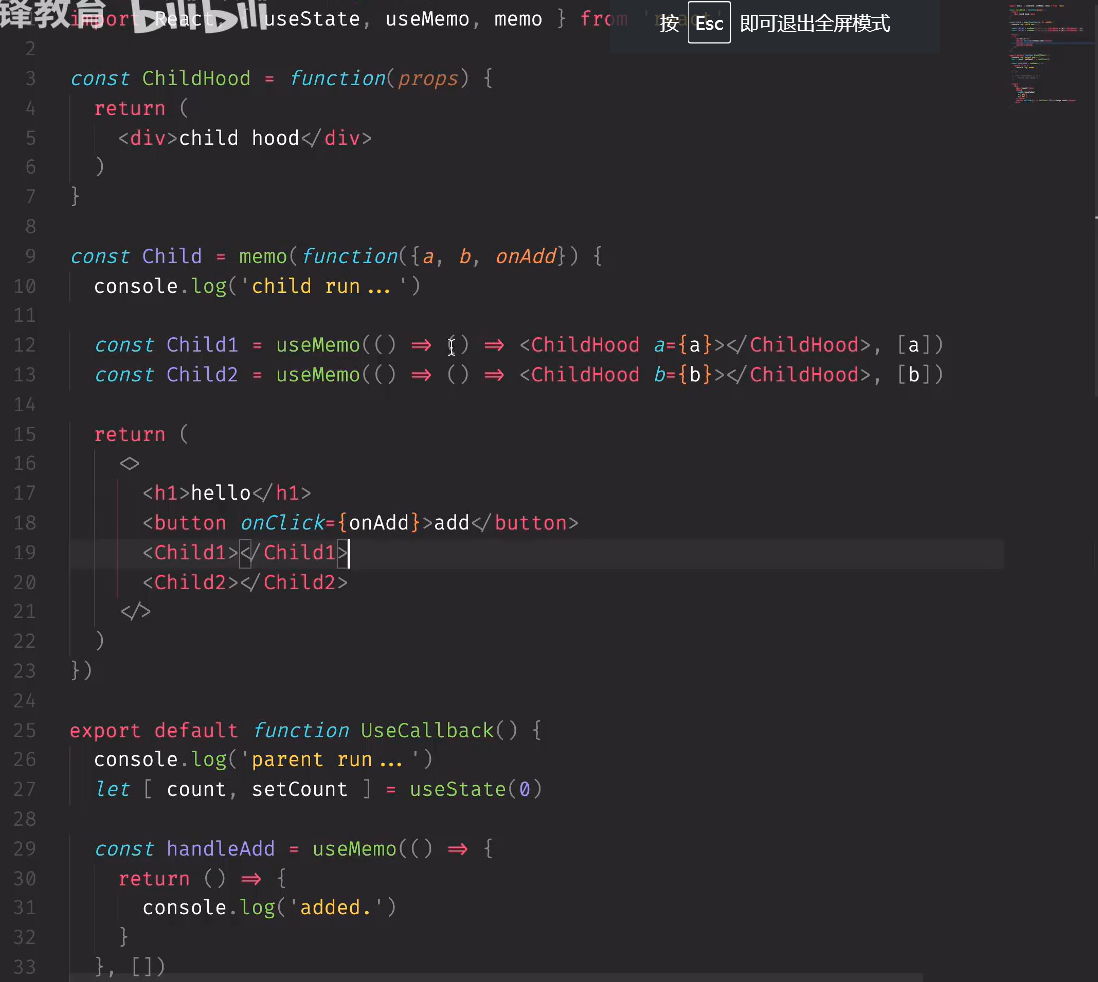 锋教育 bilibili
import React, useState, useMemo, memo } from 'react'
按 Esc 即可退出全屏模式
2
3 const ChildHood = function(props) {
4 return (
5 <div>child hood</div>
6 )
7 }
8
9 const Child = memo(function({a, b, onAdd}) {
10 console.log('child run...')
11
12 const Child1 = useMemo(() => () => <ChildHood a={a}></ChildHood>, [a])
13 const Child2 = useMemo(() => () => <ChildHood b={b}></ChildHood>, [b])
14
15 return (
16 <>
17 <h1>hello</h1>
18 <button onClick={onAdd}>add</button>
19 <Child1></Child1>
20 <Child2></Child2>
21 </>
22 )
23 })
24
25 export default function UseCallback() {
26 console.log('parent run...')
27 let [ count, setCount ] = useState(0)
28
29 const handleAdd = useMemo(() => {
30 return () => {
31 console.log('added.')
32 }
33 }, [])